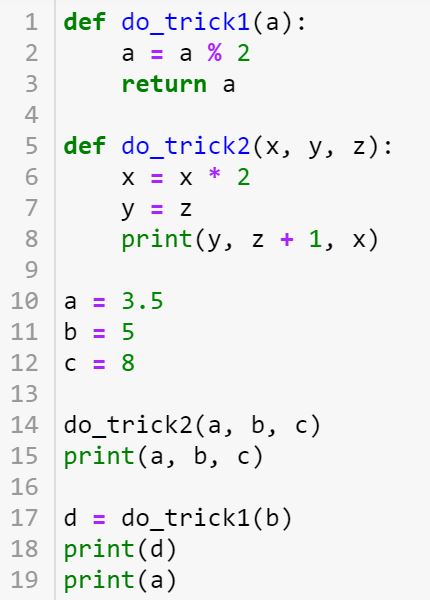 1 def do_trick1(a):
2     a = a % 2
3     return a
4
5 def do_trick2(x, y, z):
6     x = x * 2
7     y = z
8     print(y, z + 1, x)
9
10 a = 3.5
11 b = 5
12 c = 8
13
14 do_trick2(a, b, c)
15 print(a, b, c)
16
17 d = do_trick1(b)
18 print(d)
19 print(a)